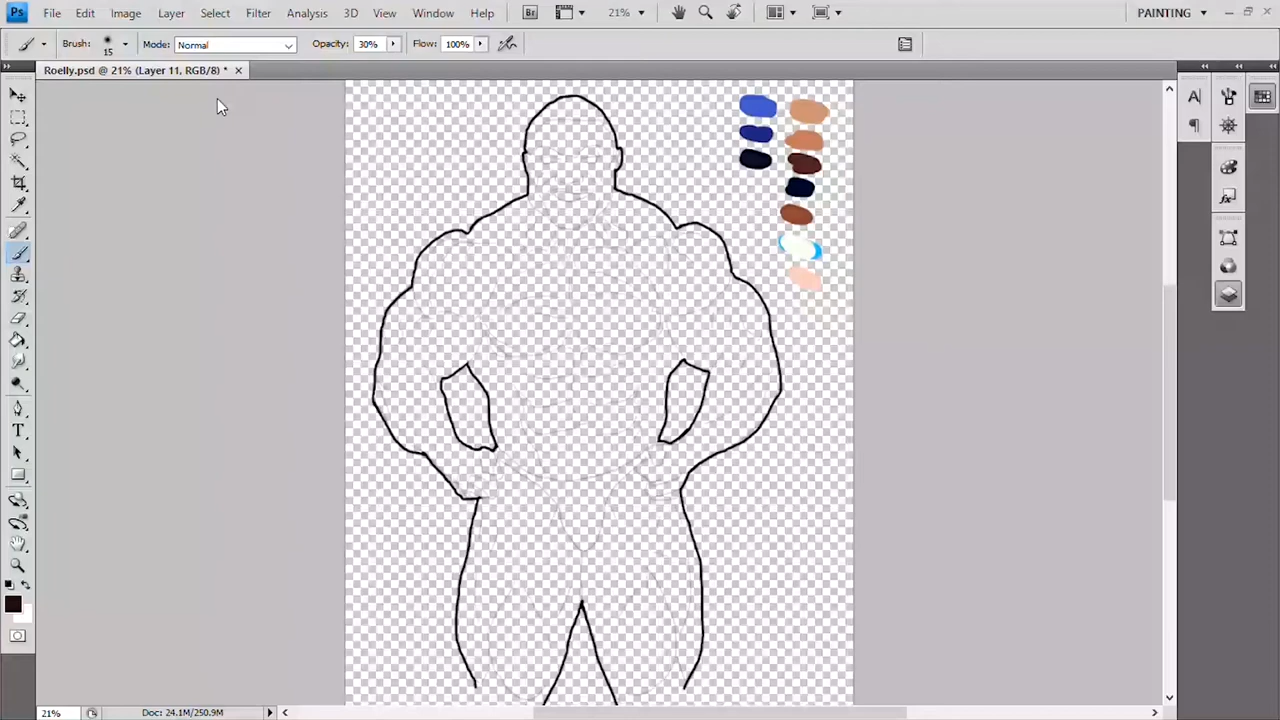 Ps File Edit Image Layer Select Filter Analysis 3D View Window Help Br 21% PAINTING
Brush: 15 Mode: Normal Opacity: 30% Flow: 100%
Roelly.psd @ 21% (Layer 11, RGB/8) *
A
T
21% Doc: 24.1M/250.9M